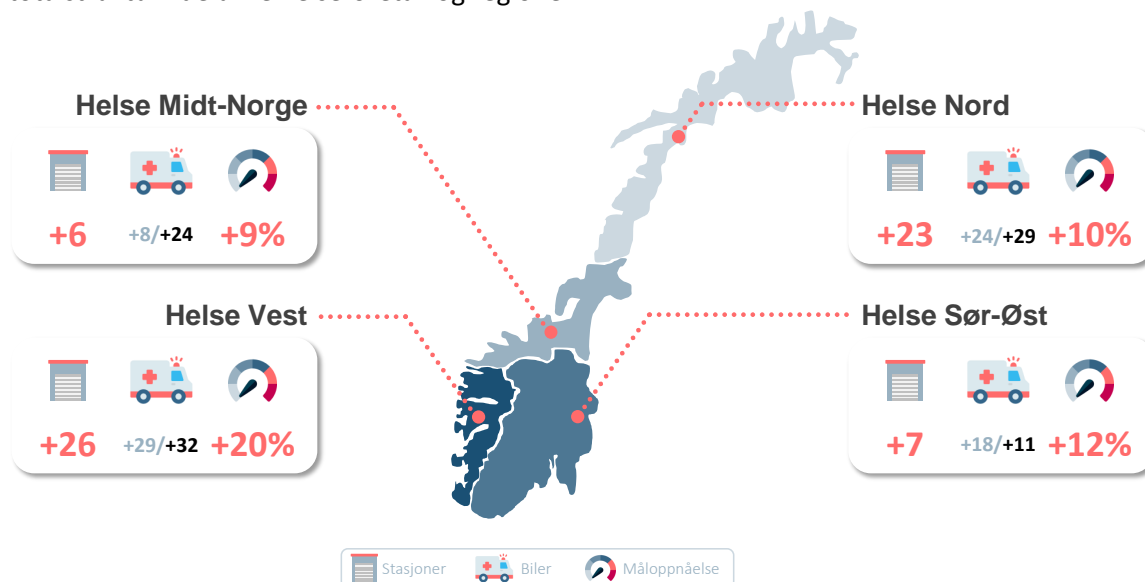 Helse Midt-Norge
+6 +8/+24 +9%
Helse Nord
+23 +24/+29 +10%
Helse Vest
+26 +29/+32 +20%
Helse Sør-Øst
+7 +18/+11 +12%
Stasjoner Biler Måloppnåelse